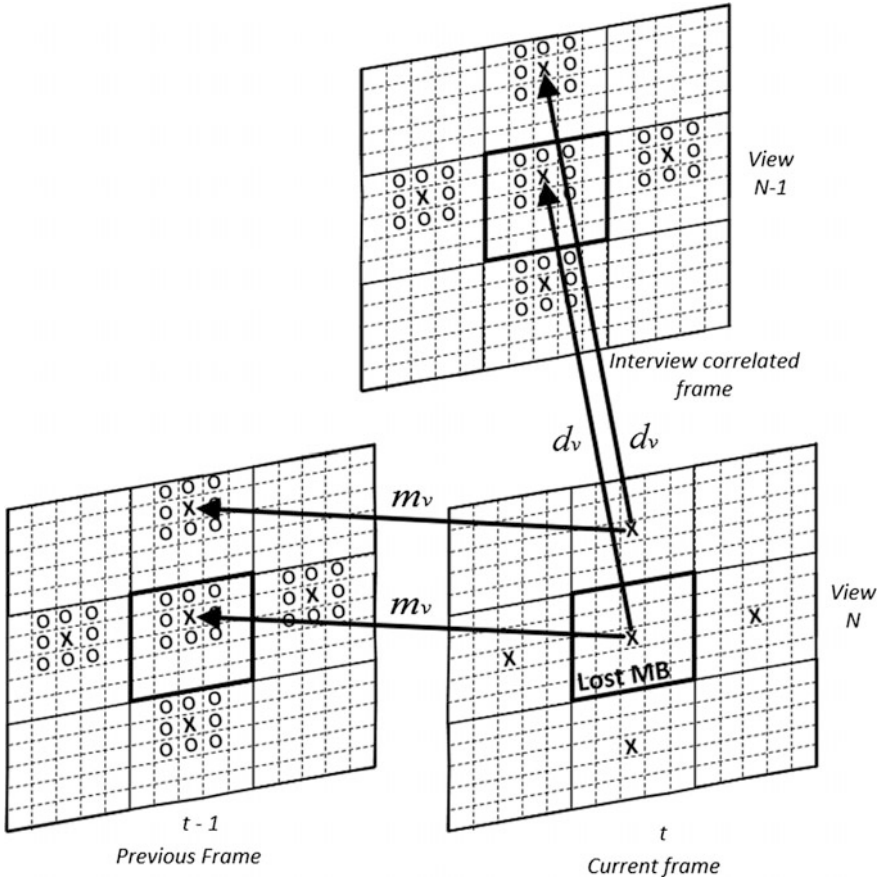 View
N-1
Interview correlated
frame
dv dv
mv
mv
View
N
Lost MB
t - 1
Previous Frame
t
Current frame